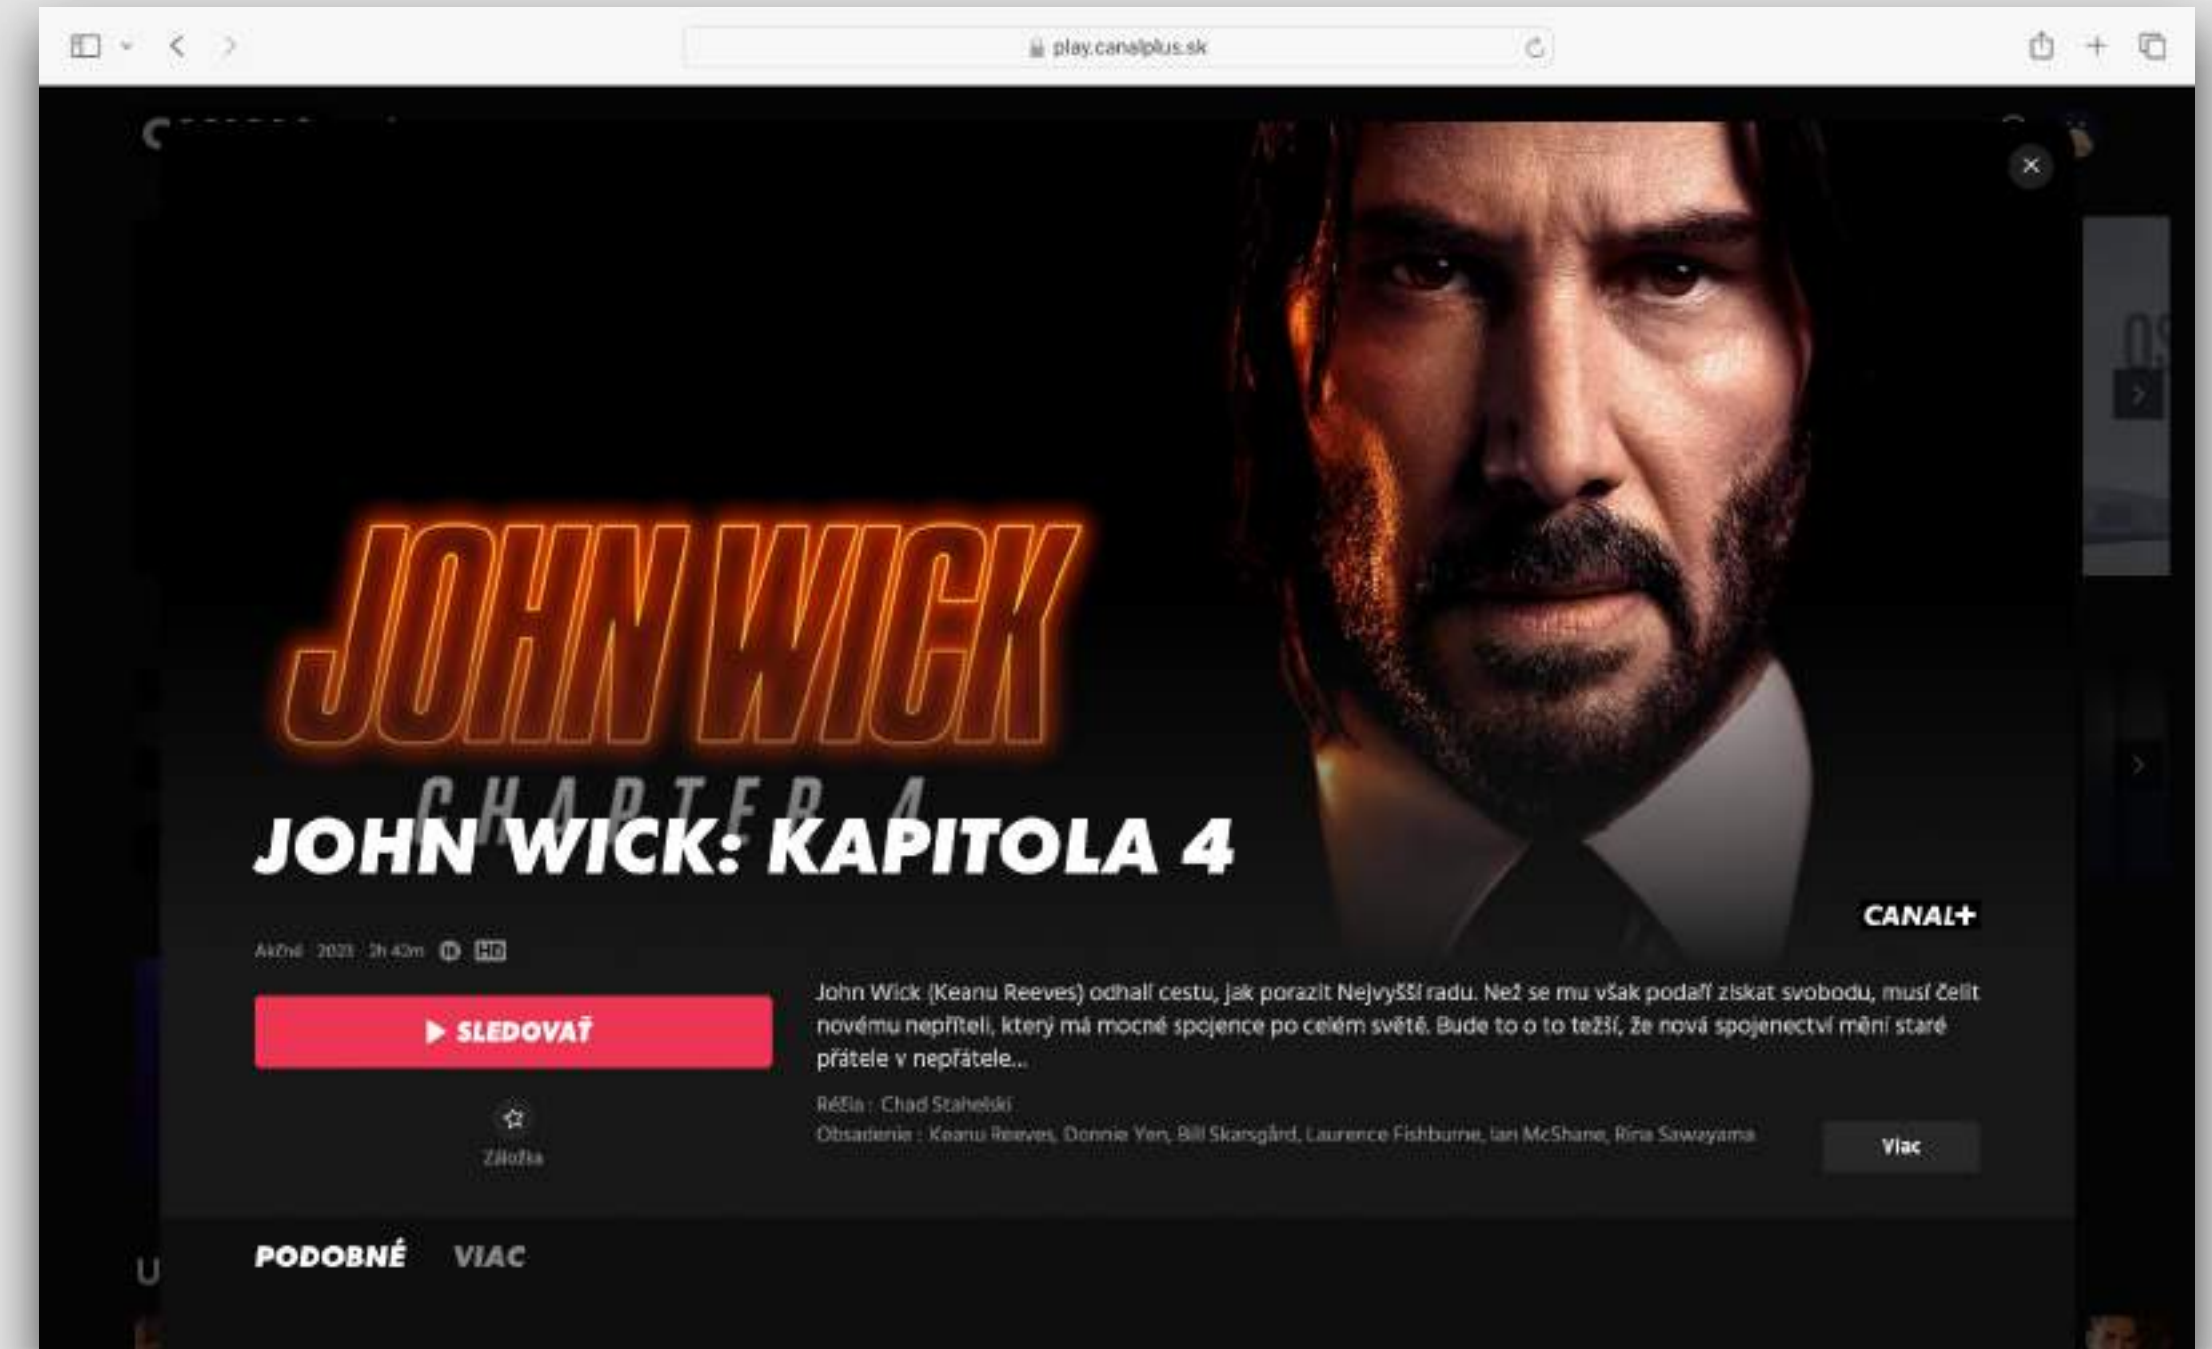 play.canalplus.sk
JOHN WICK
CHAPTER 4
JOHN WICK: KAPITOLA 4
CANAL+
Akčné 2023 2h 42m HD
John Wick (Keanu Reeves) odhalí cestu, jak porazit Nejvyšší radu. Než se mu však podaří získat svobodu, musí čelit
novému nepříteli, který má mocné spojence po celém světě. Bude to o to težší, že nová spojenectví mění staré
přátele v nepřátele...
SLEDOVAŤ
Réžia : Chad Stahelski
Obsadenie : Keanu Reeves, Donnie Yen, Bill Skarsgård, Laurence Fishburne, Ian McShane, Rina Sawayama
Viac
Záložka
PODOBNÉ VIAC